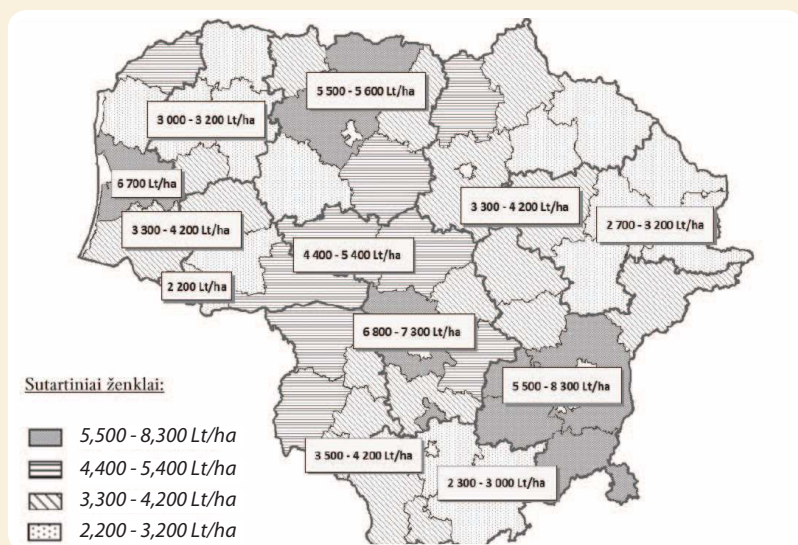 5 500 - 5 600 Lt/ha
3 000 - 3 200 Lt/ha
6 700 Lt/ha
3 300 - 4 200 Lt/ha
3 300 - 4 200 Lt/ha
2 700 - 3 200 Lt/ha
4 400 - 5 400 Lt/ha
2 200 Lt/ha
6 800 - 7 300 Lt/ha
5 500 - 8 300 Lt/ha
3 500 - 4 200 Lt/ha
2 300 - 3 000 Lt/ha
Sutartiniai ženklai:
5,500 - 8,300 Lt/ha
4,400 - 5,400 Lt/ha
3,300 - 4,200 Lt/ha
2,200 - 3,200 Lt/ha